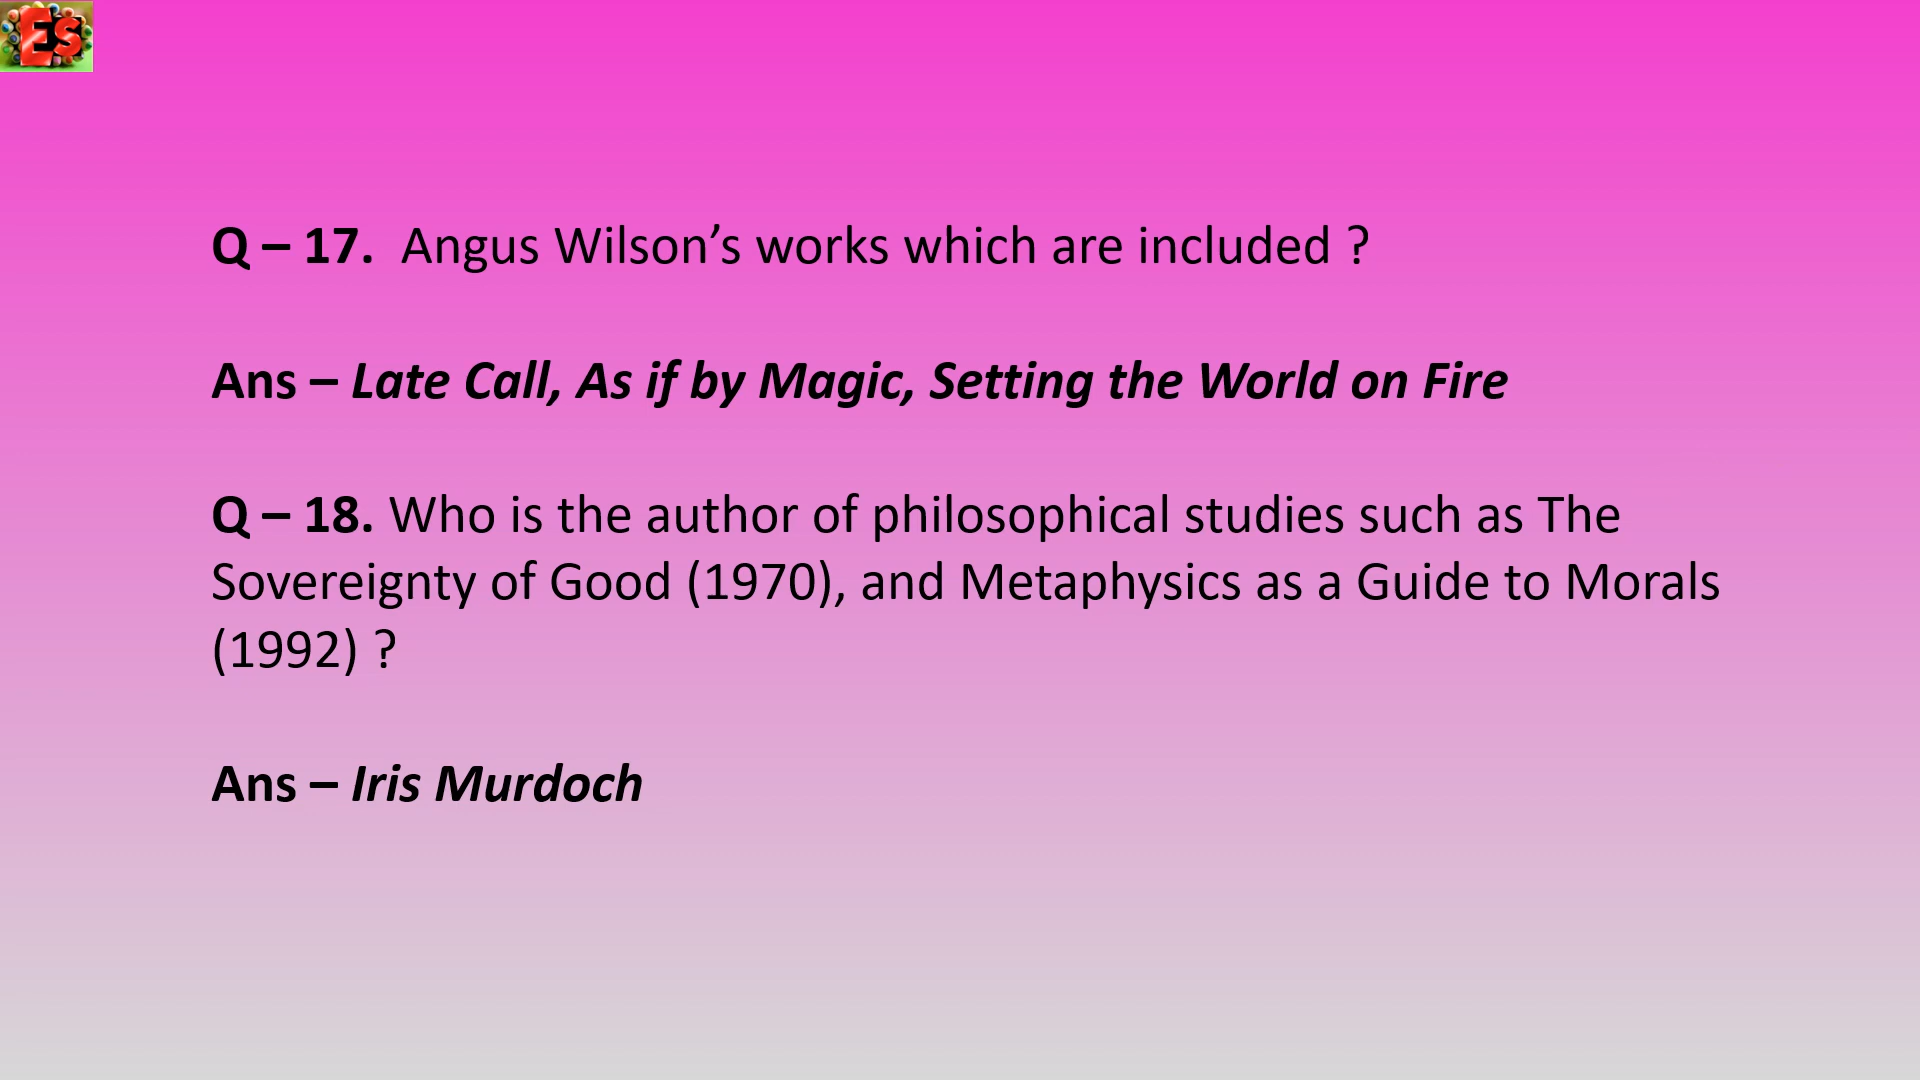 Es
Q – 17.  Angus Wilson’s works which are included ?
Ans – Late Call, As if by Magic, Setting the World on Fire
Q – 18. Who is the author of philosophical studies such as The
Sovereignty of Good (1970), and Metaphysics as a Guide to Morals
(1992) ?
Ans – Iris Murdoch